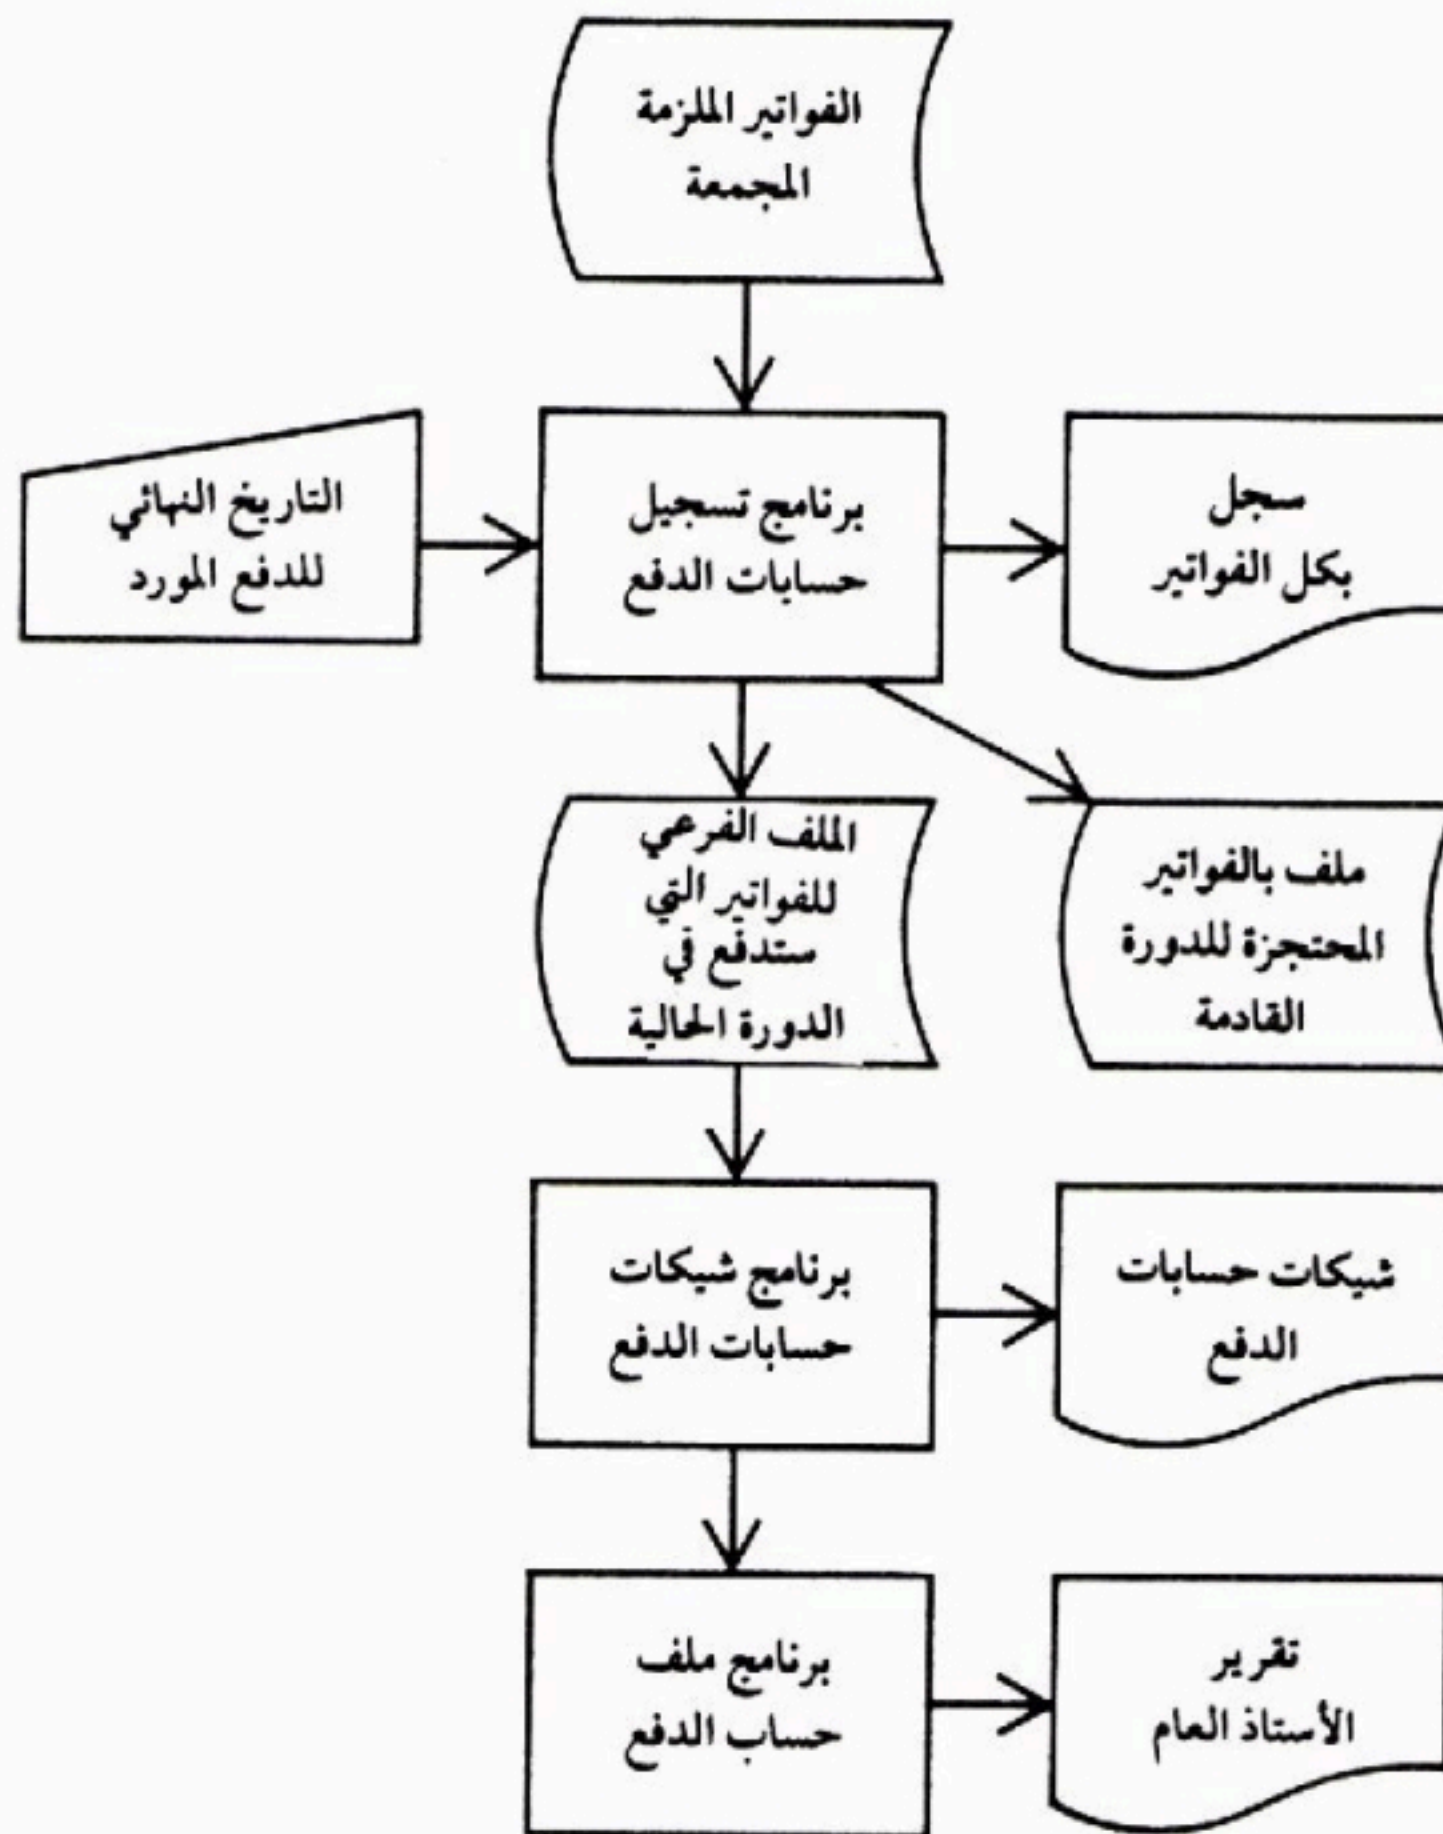 الفواتير الملزمة
المجمعة
التاريخ النهائي
للدفع المورد
برنامج تسجيل
حسابات الدفع
سجل
بكل الفواتير
الملف الفرعي
للفواتير التي
ستدفع في
الدورة الحالية
ملف بالفواتير
المحتجزة للدورة
القادمة
برنامج شيكات
حسابات الدفع
شيكات حسابات
الدفع
برنامج ملف
حساب الدفع
تقرير
الأستاذ العام